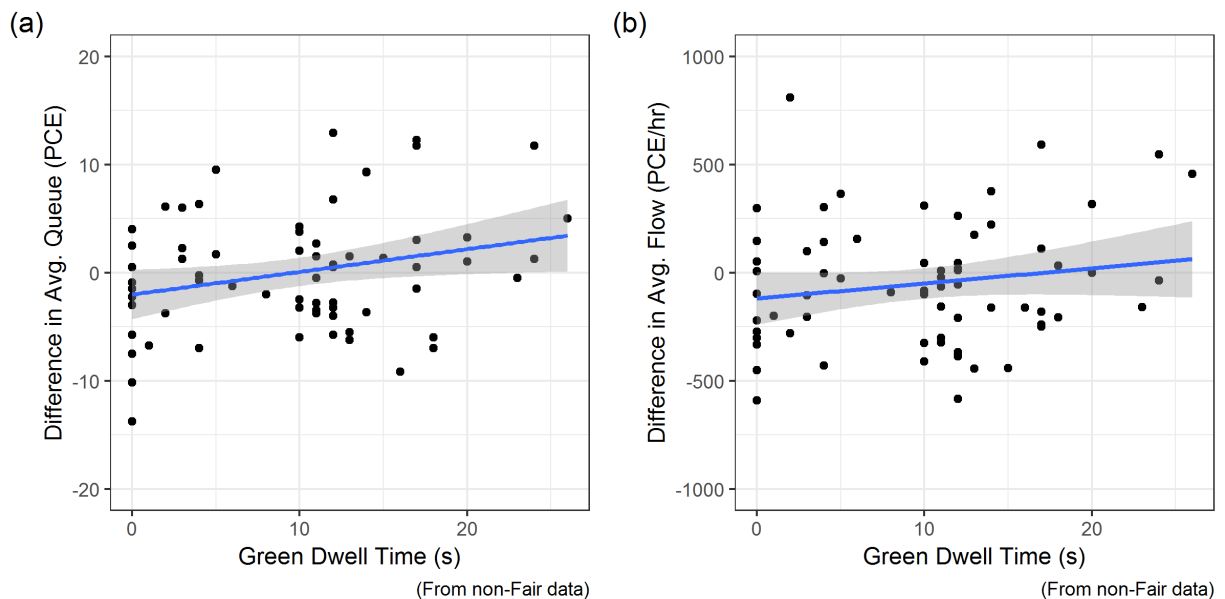 (a)
Difference in Avg. Queue (PCE)
20
10
0
-10
-20
0 10 20
Green Dwell Time (s)
(From non-Fair data)
(b)
Difference in Avg. Flow (PCE/hr)
1000
500
0
-500
-1000
0 10 20
Green Dwell Time (s)
(From non-Fair data)